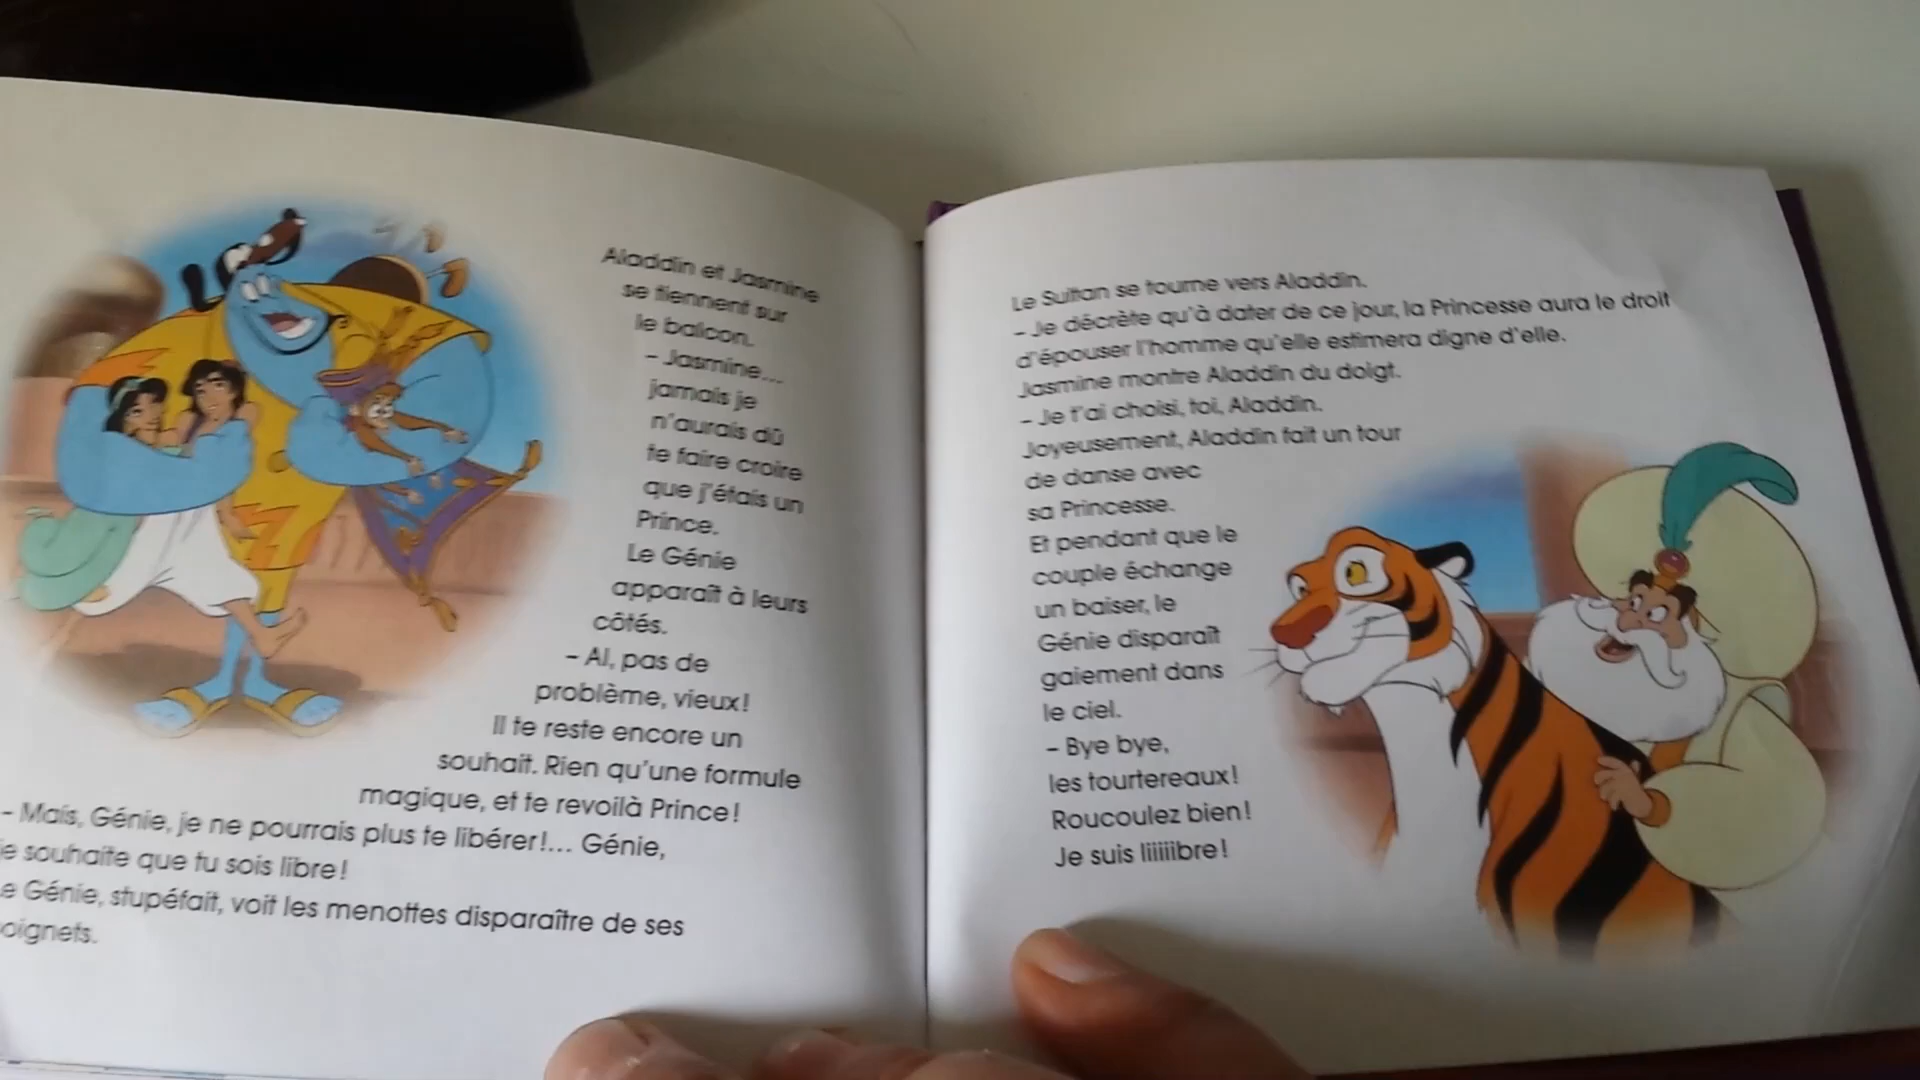 Aladdin et Jasmine
se tiennent sur
le balcon.
– Jasmine...
jamais je
n'aurais dû
te faire croire
que j'étais un
Prince.
Le Génie
apparaît à leurs
côtés.
– Al, pas de
problème, vieux!
Il te reste encore un
souhait. Rien qu'une formule
magique, et te revoilà Prince!
– Mais, Génie, je ne pourrais plus te libérer!... Génie,
je souhaite que tu sois libre!
e Génie, stupéfait, voit les menottes disparaître de ses
oignets.
Le Sultan se tourne vers Aladdin.
– Je décrète qu'à dater de ce jour, la Princesse aura le droit
d'épouser l'homme qu'elle estimera digne d'elle.
Jasmine montre Aladdin du doigt.
– Je t'ai choisi, toi, Aladdin.
Joyeusement, Aladdin fait un tour
de danse avec
sa Princesse.
Et pendant que le
couple échange
un baiser, le
Génie disparaît
gaiement dans
le ciel.
– Bye bye,
les tourtereaux!
Roucoulez bien!
Je suis liiiiibre!